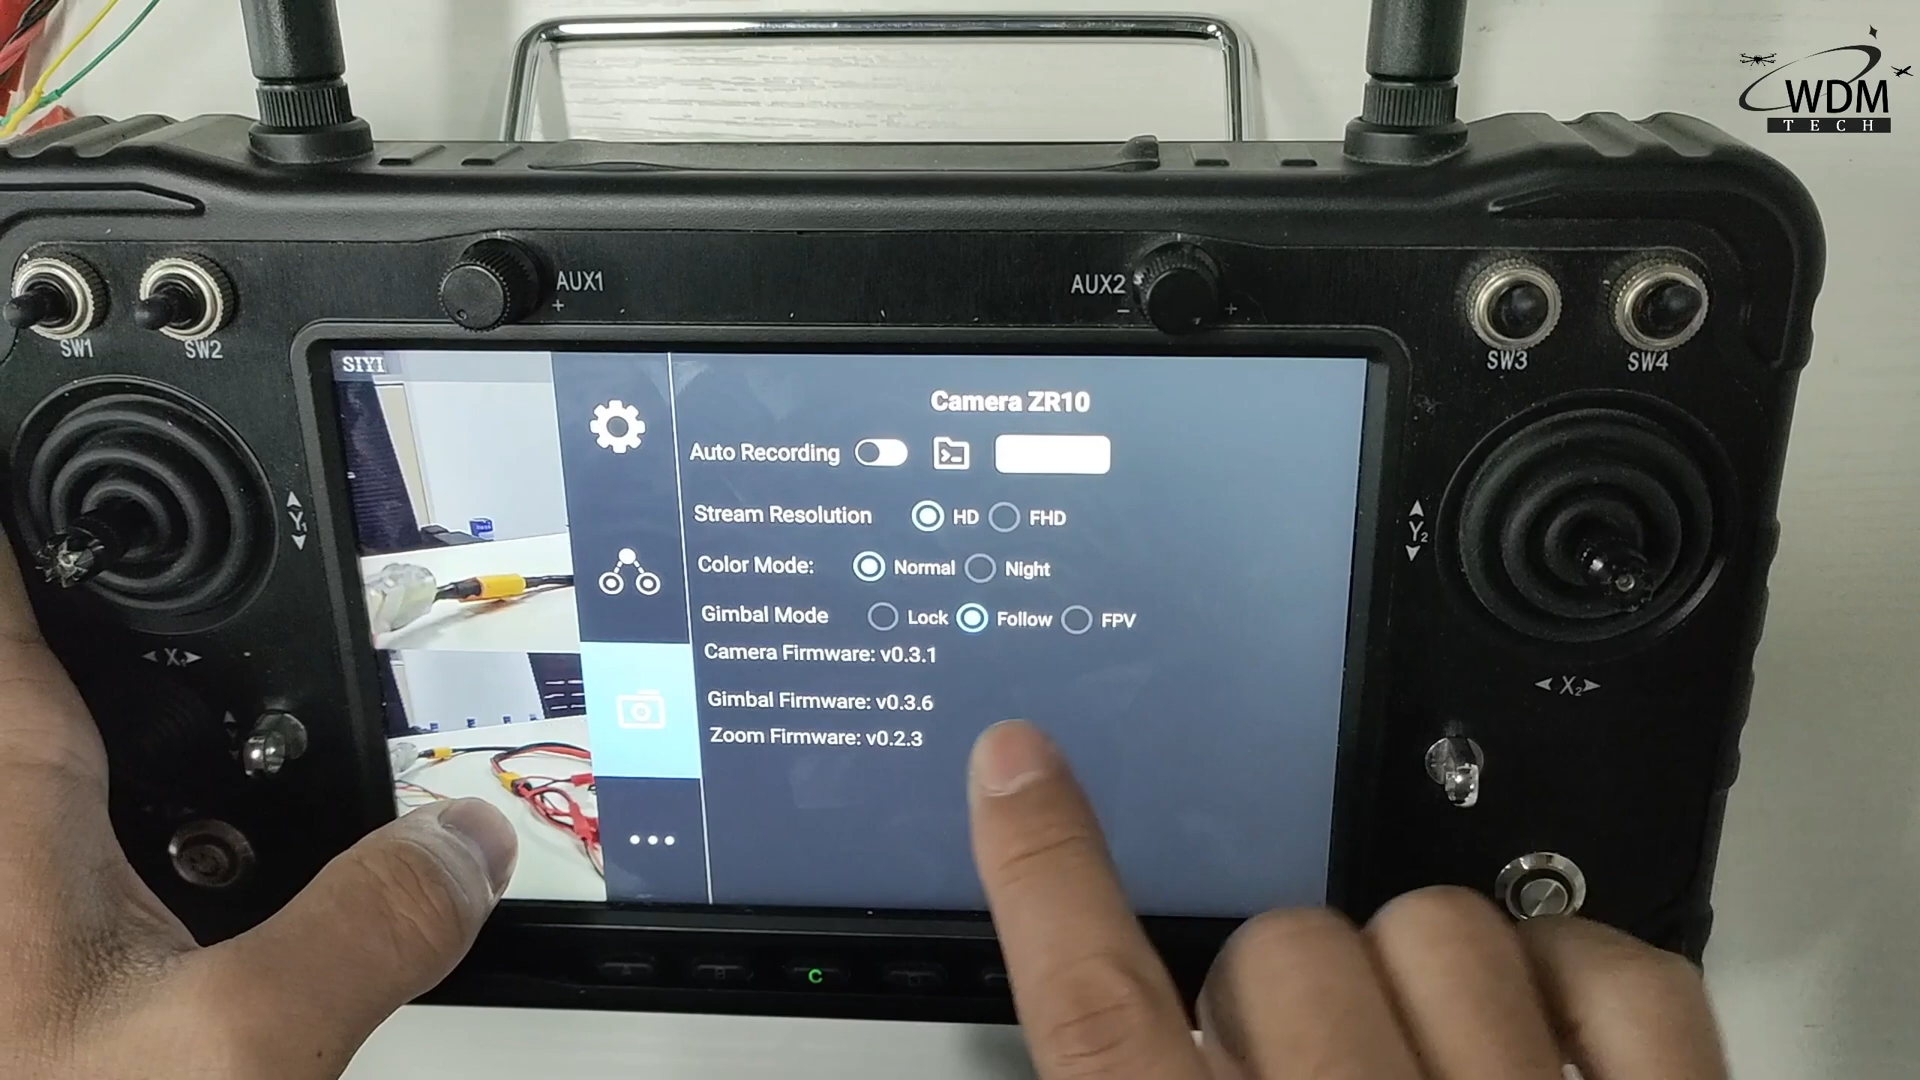 WDM
TECH
AUX1
+
AUX2
− +
SW1
SW2
SW3
SW4
SIYI
Camera ZR10
Auto Recording
Stream Resolution HD FHD
Color Mode: Normal Night
Gimbal Mode Lock Follow FPV
Camera Firmware: v0.3.1
Gimbal Firmware: v0.3.6
Zoom Firmware: v0.2.3
Y1
Y2
X1
X2
C